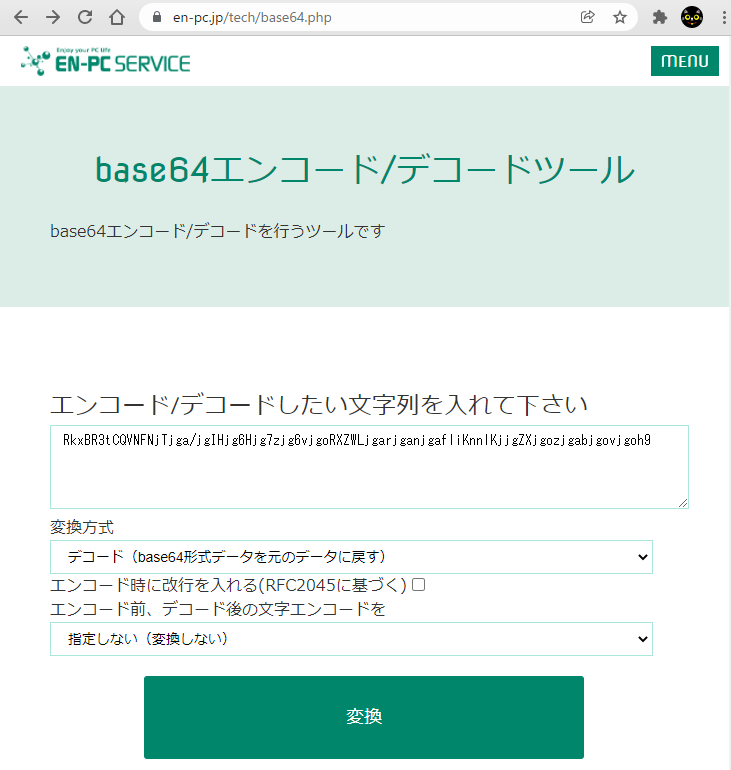 en-pc.jp/tech/base64.php
Enjoy your PC life
EN-PC SERVICE
MENU
base64エンコード/デコードツール
base64エンコード/デコードを行うツールです
エンコード/デコードしたい文字列を入れて下さい
RkxBR3tCQVNFNjTjga/jgIHjg6Hjg7zjg6vjgoRXZWLjgarjganjgafliKnnlKjjgZXjgozjgabjgovjgoh9
変換方式
デコード（base64形式データを元のデータに戻す）
エンコード時に改行を入れる(RFC2045に基づく)
エンコード前、デコード後の文字エンコードを
指定しない（変換しない）
変換